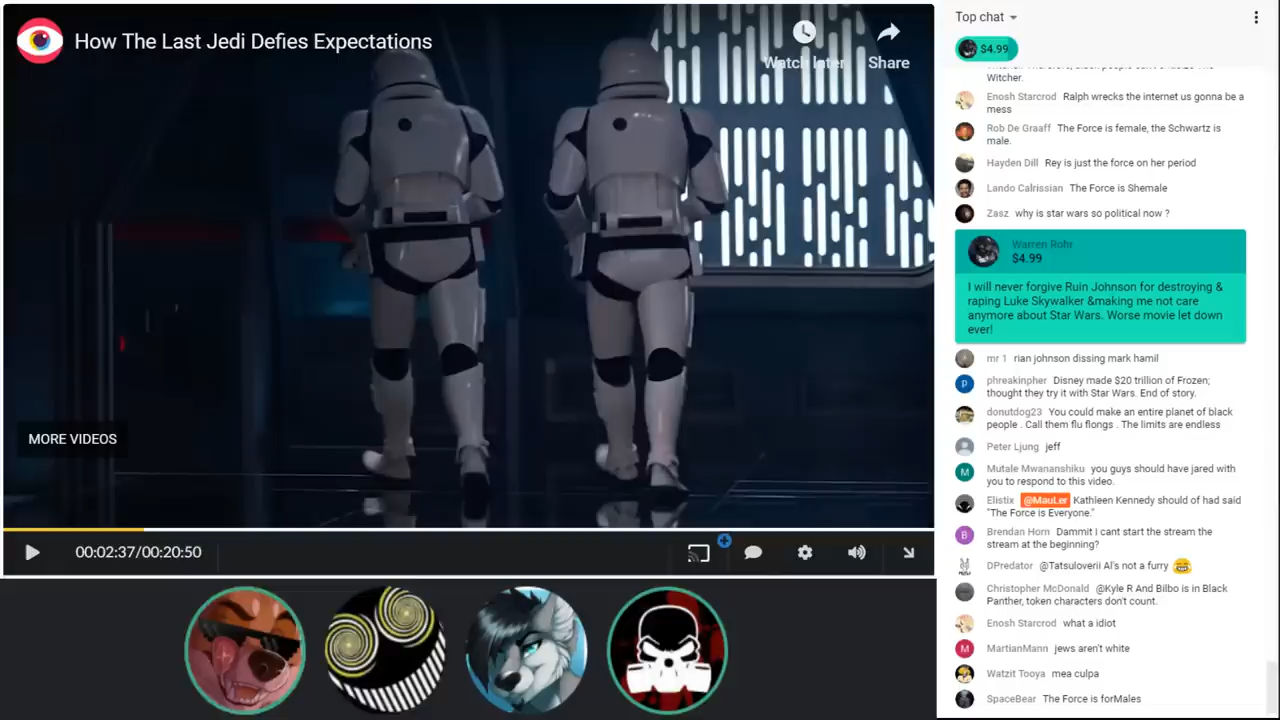 How The Last Jedi Defies Expectations
Watch later
Share
MORE VIDEOS
00:02:37/00:20:50
Top chat
$4.99
Witcher.
Enosh Starcrod Ralph wrecks the internet us gonna be a
mess
Rob De Graaff The Force is female, the Schwartz is
male.
Hayden Dill Rey is just the force on her period
Lando Calrissian The Force is Shemale
Zasz why is star wars so political now ?
Warren Rohr
$4.99
I will never forgive Ruin Johnson for destroying &
raping Luke Skywalker &making me not care
anymore about Star Wars. Worse movie let down
ever!
mr 1 rian johnson dissing mark hamil
P
phreakinpher Disney made $20 trillion of Frozen;
thought they try it with Star Wars. End of story.
donutdog23 You could make an entire planet of black
people . Call them flu flongs . The limits are endless
Peter Ljung jeff
M
Mutale Mwananshiku you guys should have jared with
you to respond to this video.
Elistix @MauLer Kathleen Kennedy should of had said
"The Force is Everyone."
B
Brendan Horn Dammit i cant start the stream the
stream at the beginning?
DPredator @Tatsuloverii Al's not a furry 😂
Christopher McDonald @Kyle R And Bilbo is in Black
Panther, token characters don't count.
Enosh Starcrod what a idiot
M
MartianMann jews aren't white
Watzit Tooya mea culpa
SpaceBear The Force is forMales